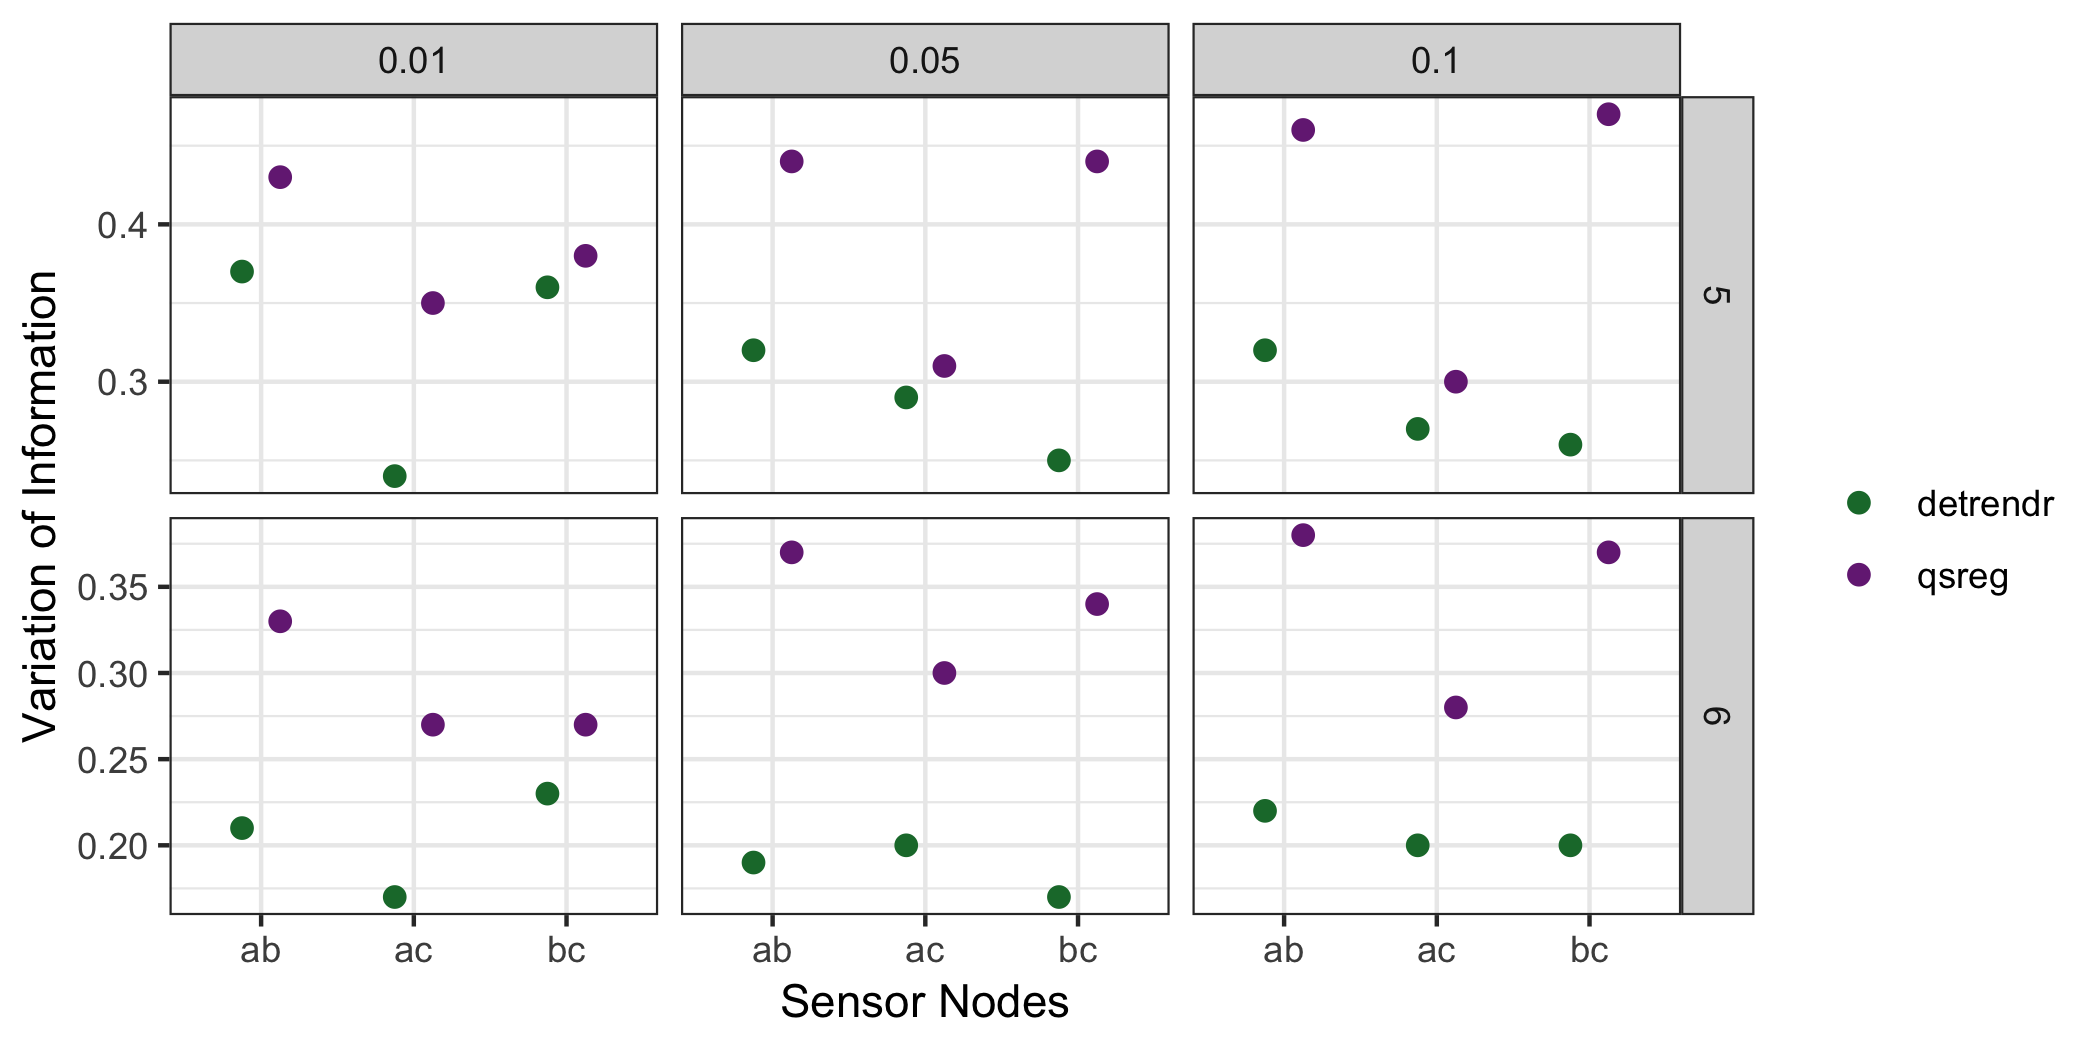 0.01 0.05 0.1
0.4
0.3
5
0.35
0.30
0.25
0.20
6
Variation of Information
ab ac bc ab ac bc ab ac bc
Sensor Nodes
detrendr
qsreg